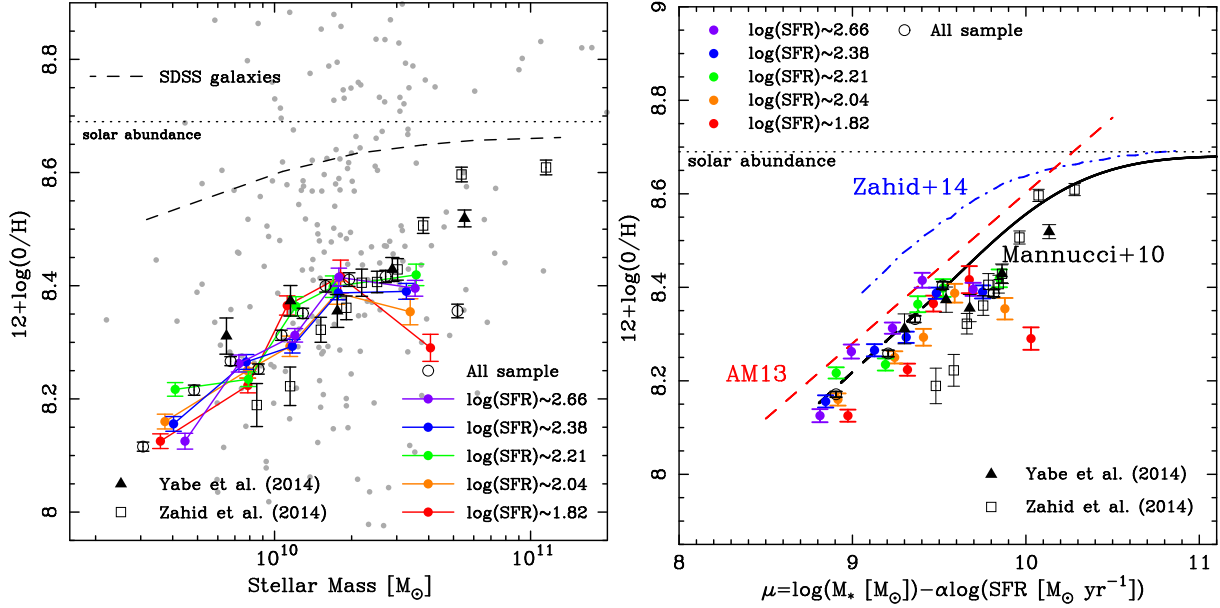 8.8
8.6
8.4
8.2
8
12+log(O/H)
SDSS galaxies
solar abundance
All sample
log(SFR)~2.66
log(SFR)~2.38
log(SFR)~2.21
log(SFR)~2.04
log(SFR)~1.82
Yabe et al. (2014)
Zahid et al. (2014)
10^10
10^11
Stellar Mass [M_⊙]
9
8.8
8.6
8.4
8.2
8
12+log(O/H)
log(SFR)~2.66
All sample
log(SFR)~2.38
log(SFR)~2.21
log(SFR)~2.04
log(SFR)~1.82
solar abundance
Zahid+14
Mannucci+10
AM13
Yabe et al. (2014)
Zahid et al. (2014)
8
9
10
11
μ=log(M_* [M_⊙])−αlog(SFR [M_⊙ yr^−1])